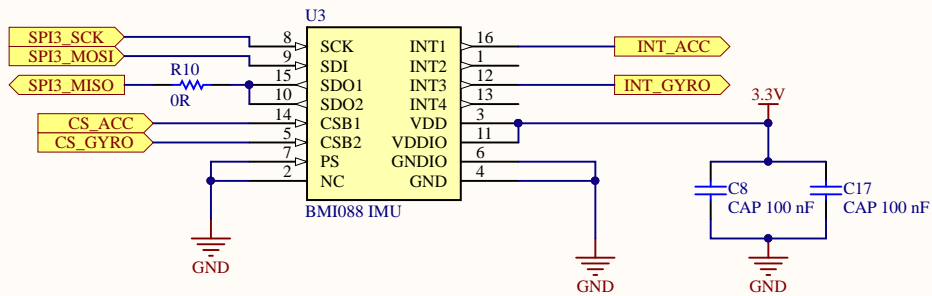 U3
SPI3_SCK 8 SCK INT1 16 INT_ACC
SPI3_MOSI 9 SDI INT2 1
SPI3_MISO R10 15 SDO1 INT3 12 INT_GYRO
0R 10 SDO2 INT4 13 3.3V
CS_ACC 14 CSB1 VDD 3
CS_GYRO 5 CSB2 VDDIO 11
7 PS GNDIO 6
2 NC GND 4
C8 C17
CAP 100 nF CAP 100 nF
BMI088 IMU
GND GND GND